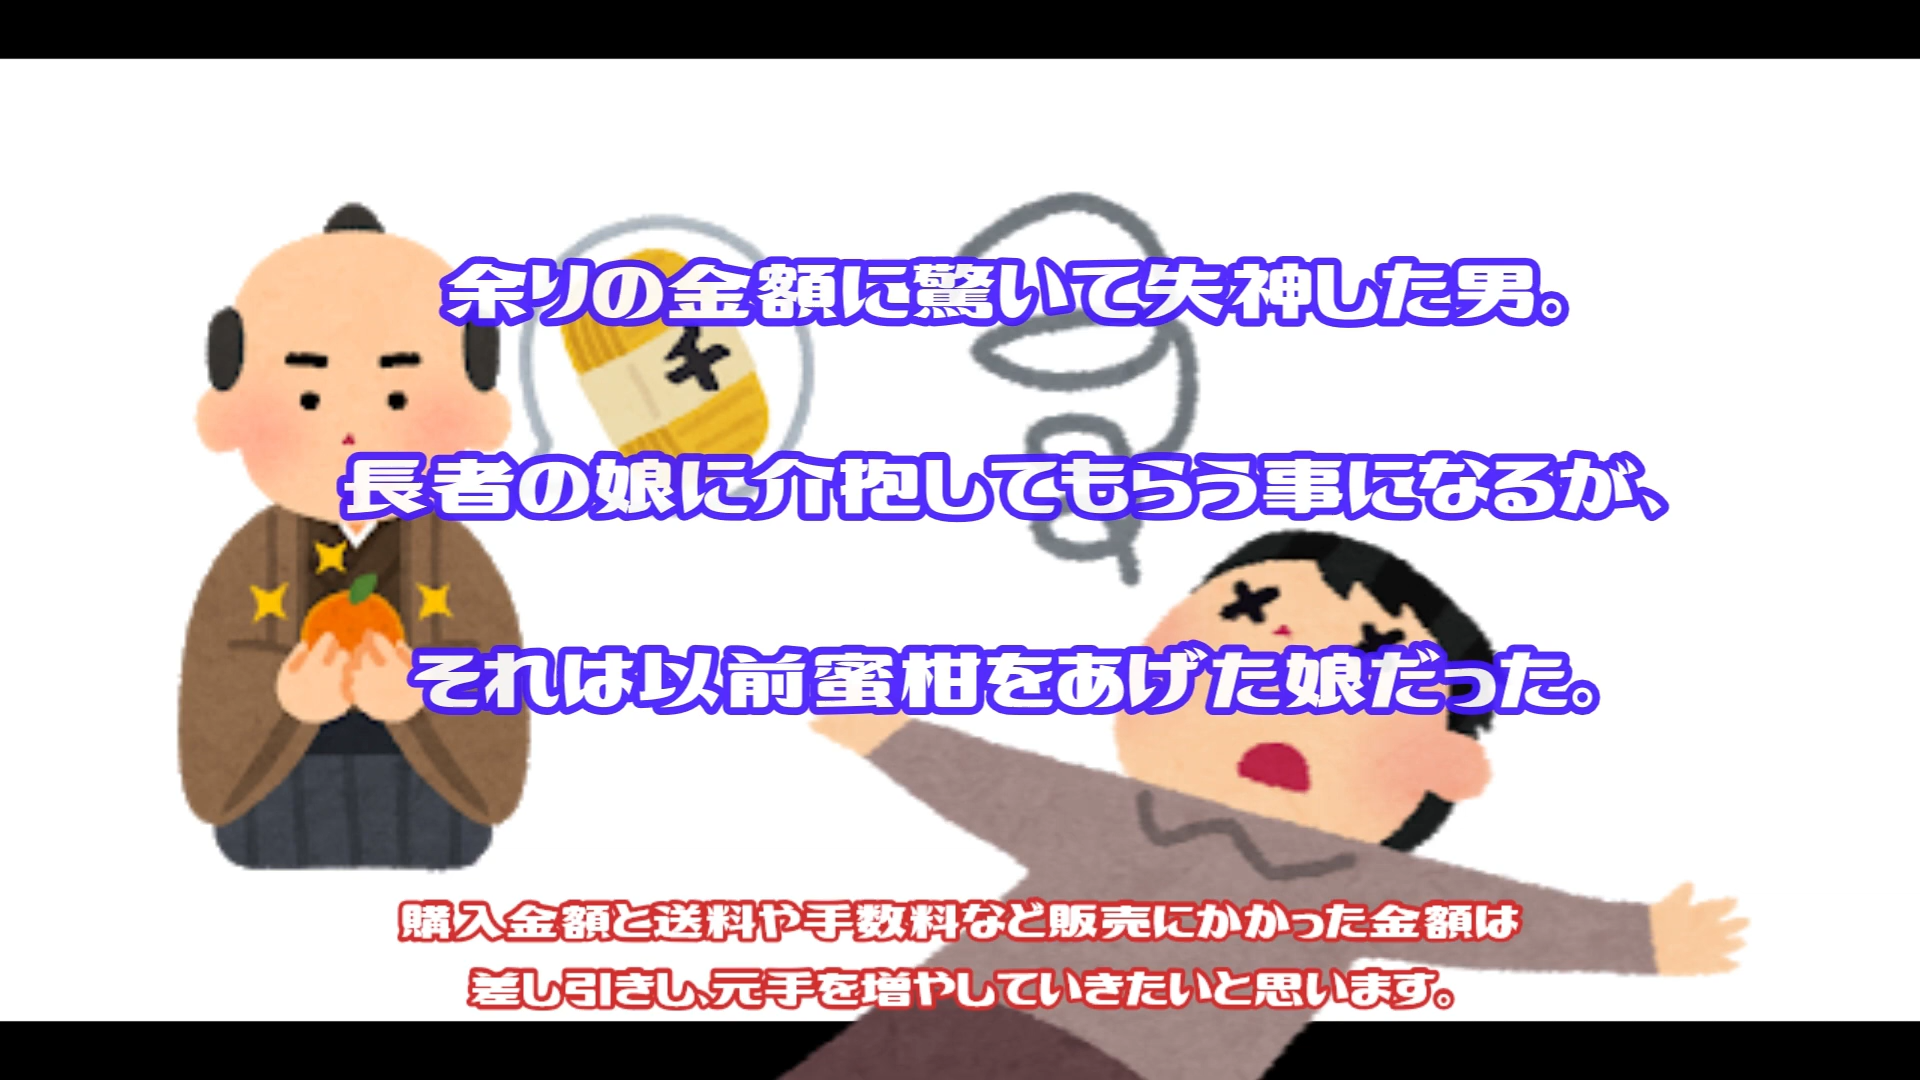 余りの金額に驚いて失神した男。
長者の娘に介抱してもらう事になるが、
それは以前蜜柑をあげた娘だった。
購入金額と送料や手数料など販売にかかった金額は
差し引きし、元手を増やしていきたいと思います。